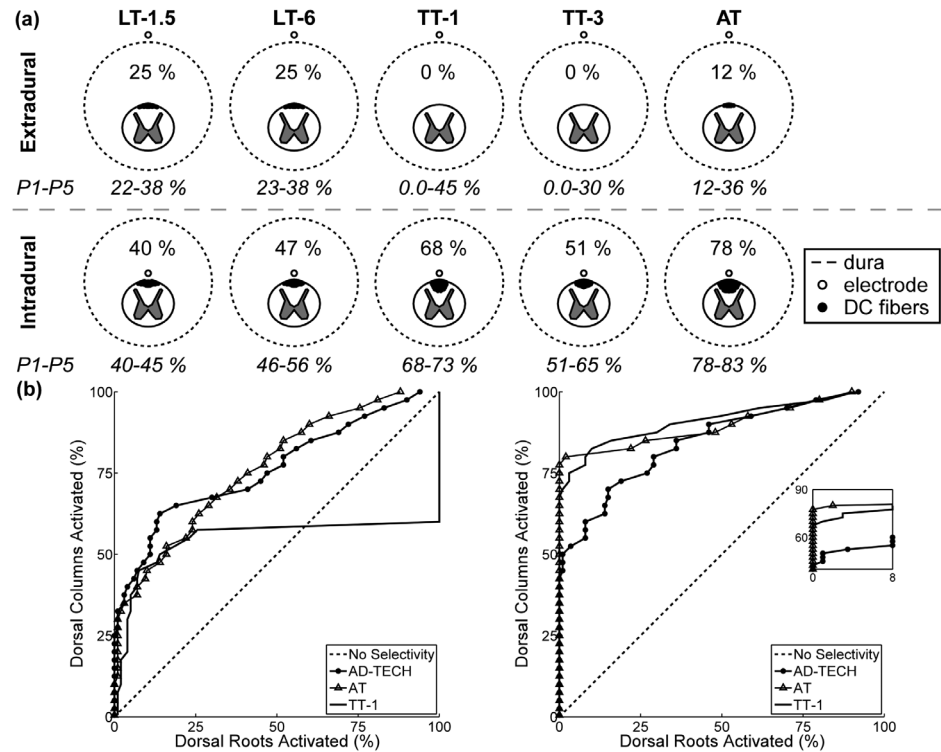 (a)
LT-1.5 LT-6 TT-1 TT-3 AT
Extradural
25 % 25 % 0 % 0 % 12 %
P1-P5 22-38 % 23-38 % 0.0-45 % 0.0-30 % 12-36 %
Intradural
40 % 47 % 68 % 51 % 78 %
dura
electrode
DC fibers
P1-P5 40-45 % 46-56 % 68-73 % 51-65 % 78-83 %
(b)
Dorsal Columns Activated (%)
100
75
50
25
0
No Selectivity
AD-TECH
AT
TT-1
0 25 50 75 100
Dorsal Roots Activated (%)
Dorsal Columns Activated (%)
100
75
50
25
0
90
60
0 8
No Selectivity
AD-TECH
AT
TT-1
0 25 50 75 100
Dorsal Roots Activated (%)